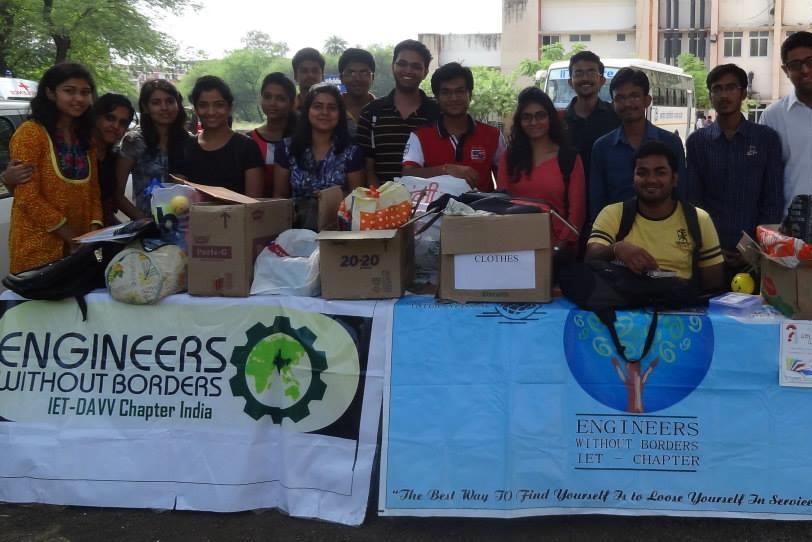 Parle-G
20-20
CLOTHES
ENGINEERS
WITHOUT BORDERS
IET-DAVV Chapter India
ENGINEERS
WITHOUT BORDERS
IET - CHAPTER
"The Best Way TO Find Yourself Is to Loose Yourself In Service